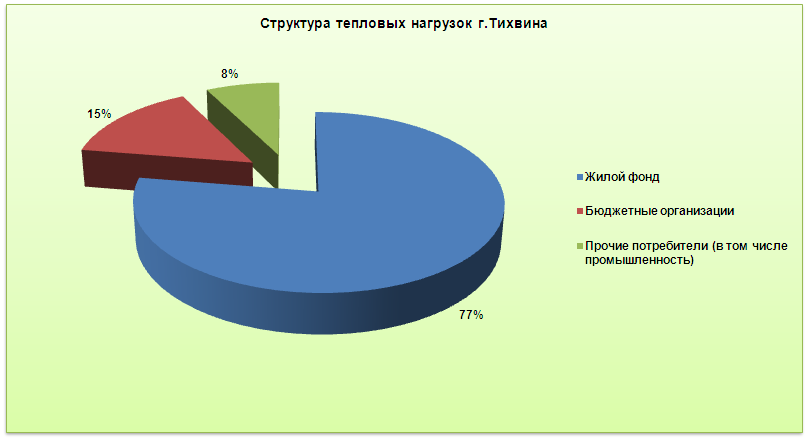 Структура тепловых нагрузок г.Тихвина
8%
15%
77%
Жилой фонд
Бюджетные организации
Прочие потребители (в том числе
промышленность)